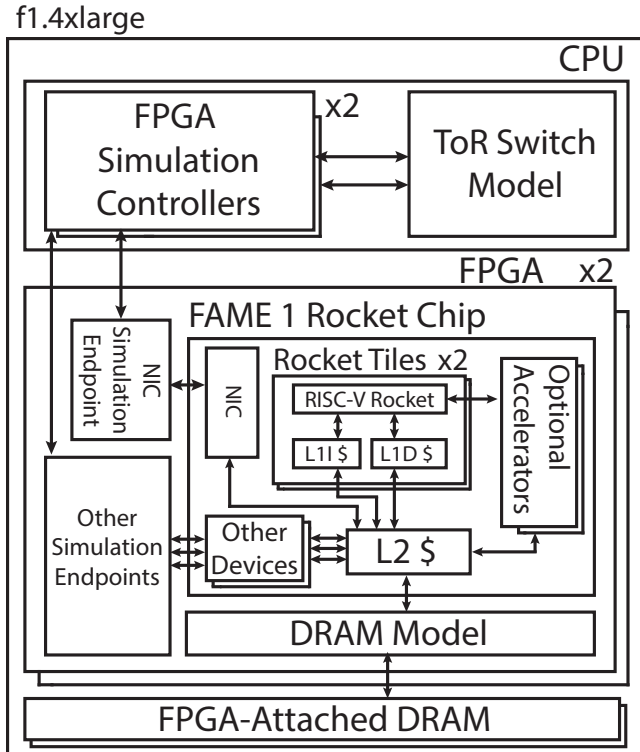 f1.4xlarge
CPU
FPGA
Simulation
Controllers
x2
ToR Switch
Model
FPGA x2
FAME 1 Rocket Chip
NIC
Simulation
Endpoint
NIC
Rocket Tiles x2
RISC-V Rocket
L1I $
L1D $
Optional
Accelerators
Other
Simulation
Endpoints
Other
Devices
L2 $
DRAM Model
FPGA-Attached DRAM